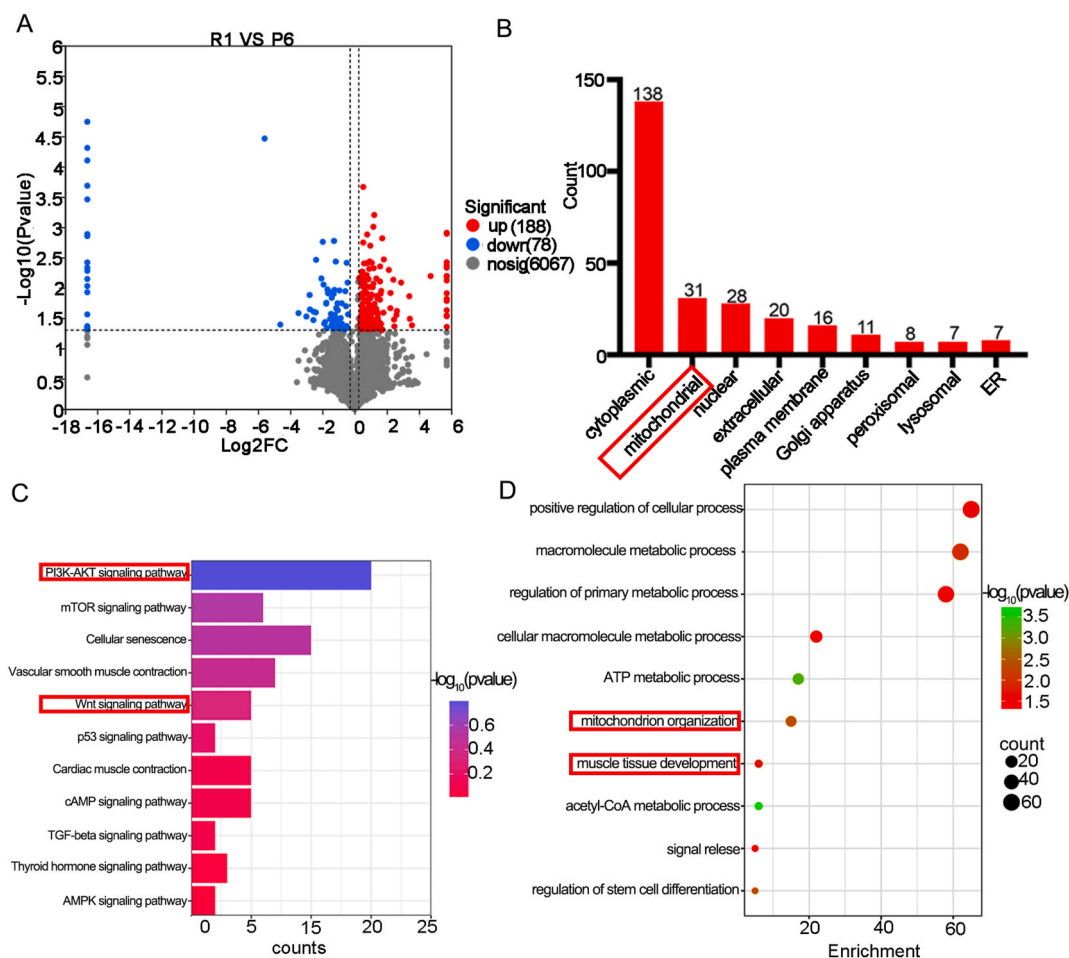 A
R1 VS P6
6
5.5
5
4.5
4
3.5
3
2.5
2
1.5
1
0.5
0
-Log10(Pvalue)
-18 -16 -14 -12 -10 -8 -6 -4 -2 0 2 4 6
Log2FC
Significant
up (188)
down(78)
nosig(6067)
B
150
100
50
0
Count
138
31
28
20
16
11
8
7
7
cytoplasmic
mitochondrial
nuclear
extracellular
plasma membrane
Golgi apparatus
peroxisomal
lysosomal
ER
C
PI3K-AKT signaling pathway
mTOR signaling pathway
Cellular senescence
Vascular smooth muscle contraction
Wnt signaling pathway
p53 signaling pathway
Cardiac muscle contraction
cAMP signaling pathway
TGF-beta signaling pathway
Thyroid hormone signaling pathway
AMPK signaling pathway
0 5 15 20 25
counts
-log10(pvalue)
0.6
0.4
0.2
D
positive regulation of cellular process
macromolecule metabolic process
regulation of primary metabolic process
cellular macromolecule metabolic process
ATP metabolic process
mitochondrion organization
muscle tissue development
acetyl-CoA metabolic process
signal relese
regulation of stem cell differentiation
20 40 60
Enrichment
-log10(pvalue)
3.5
3.0
2.5
2.0
1.5
count
20
40
60